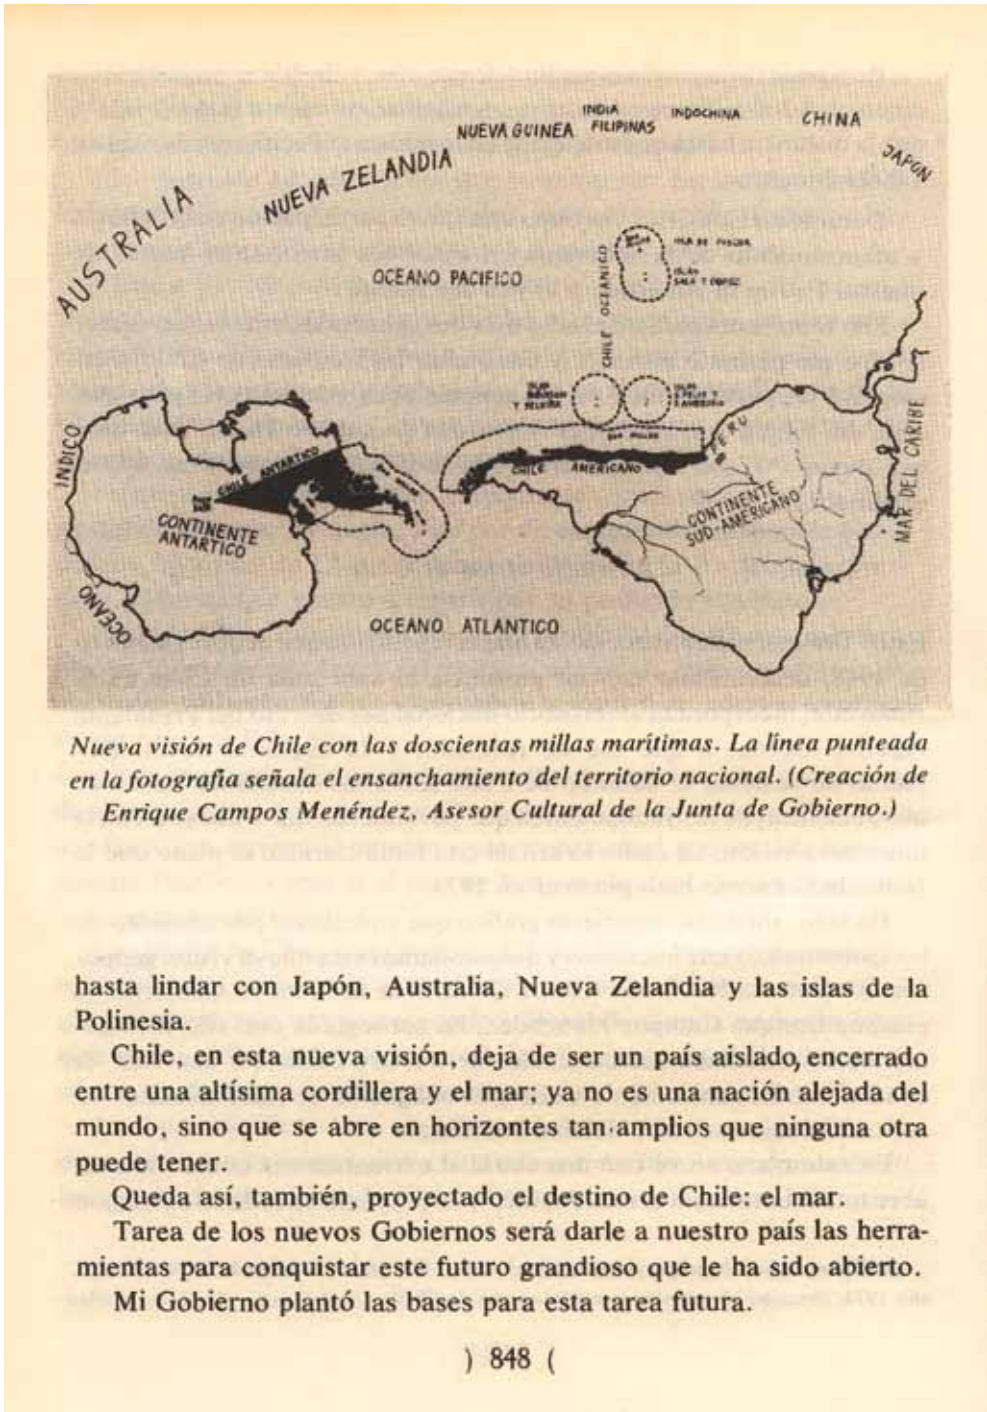 INDIA
FILIPINAS
INDOCHINA
CHINA
JAPON
NUEVA GUINEA
NUEVA ZELANDIA
AUSTRALIA
OCEANO PACIFICO
ISLA DE PASCUA
ISLAS
SALA Y GOMEZ
CHILE OCEANICO
ISLAS
Y
ISLAS
PERU
MAR DEL CARIBE
INDICO
CHILE ANTARTICO
CHILE AMERICANO
CONTINENTE
SUD-AMERICANO
CONTINENTE
ANTARTICO
OCEANO
OCEANO ATLANTICO
Nueva visión de Chile con las doscientas millas marítimas. La línea punteada
en la fotografía señala el ensanchamiento del territorio nacional. (Creación de
Enrique Campos Menéndez, Asesor Cultural de la Junta de Gobierno.)
hasta lindar con Japón, Australia, Nueva Zelandia y las islas de la
Polinesia.
Chile, en esta nueva visión, deja de ser un país aislado, encerrado
entre una altísima cordillera y el mar; ya no es una nación alejada del
mundo, sino que se abre en horizontes tan amplios que ninguna otra
puede tener.
Queda así, también, proyectado el destino de Chile: el mar.
Tarea de los nuevos Gobiernos será darle a nuestro país las herra-
mientas para conquistar este futuro grandioso que le ha sido abierto.
Mi Gobierno plantó las bases para esta tarea futura.
) 848 (